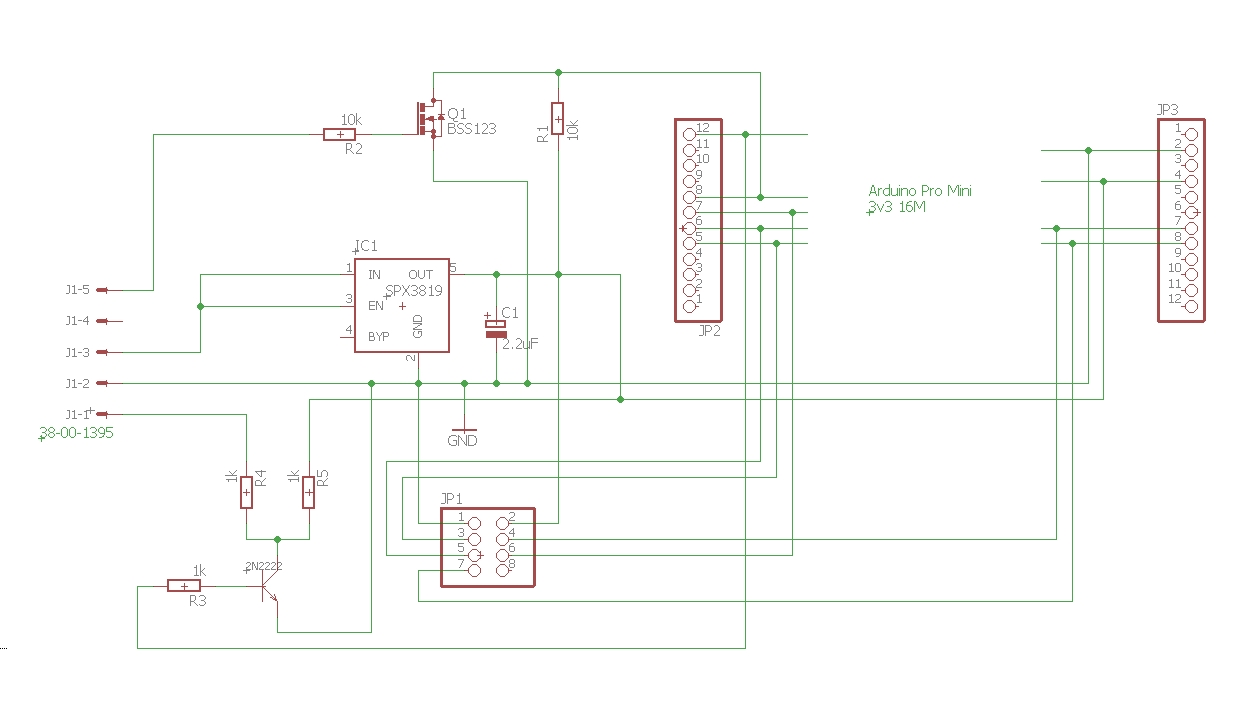 10k
R2
Q1
BSS123
R1
10k
JP3
12
11
10
9
8
7
6
5
4
3
2
1
JP2
Arduino Pro Mini
3v3 16M
1
2
3
4
5
6
7
8
9
10
11
12
IC1
1
IN
OUT
5
SPX3819
3
EN
4
BYP
GND
2
C1
2.2uF
J1-5
J1-4
J1-3
J1-2
J1-1
38-00-1395
GND
1k
R4
1k
R5
JP1
1
2
3
4
5
6
7
8
2N2222
1k
R3